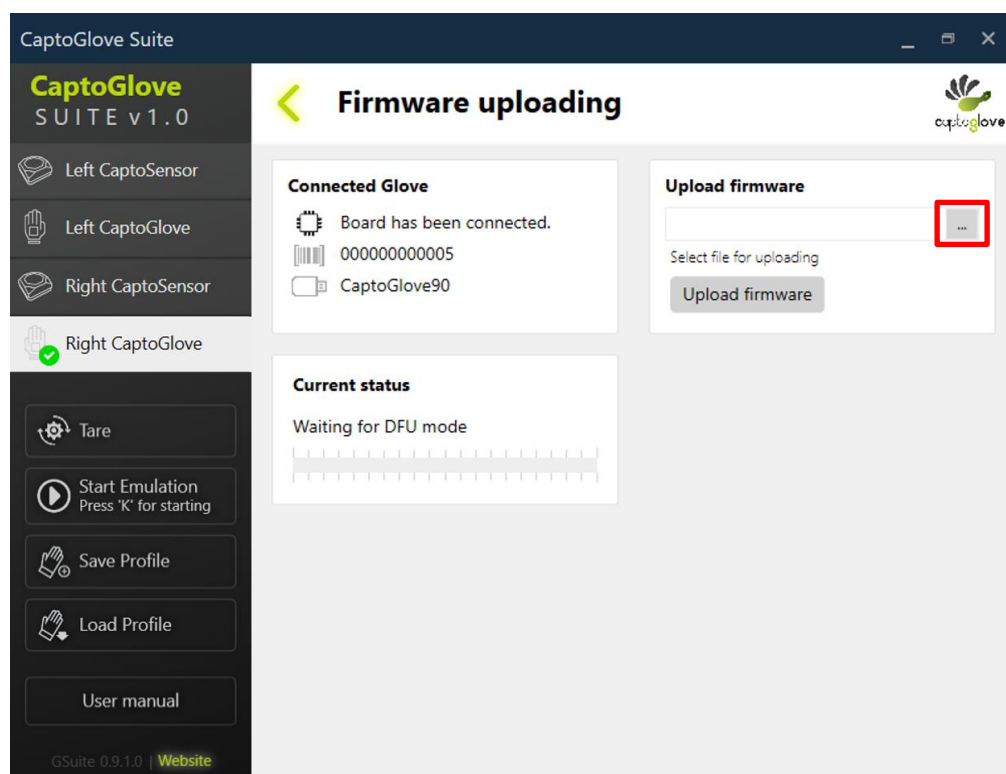 CaptoGlove Suite
CaptoGlove
SUITE v1.0
Left CaptoSensor
Left CaptoGlove
Right CaptoSensor
Right CaptoGlove
Tare
Start Emulation
Press 'K' for starting
Save Profile
Load Profile
User manual
GSuite 0.9.1.0 | Website
Firmware uploading
captoglove
Connected Glove
Board has been connected.
000000000005
CaptoGlove90
Upload firmware
...
Select file for uploading
Upload firmware
Current status
Waiting for DFU mode